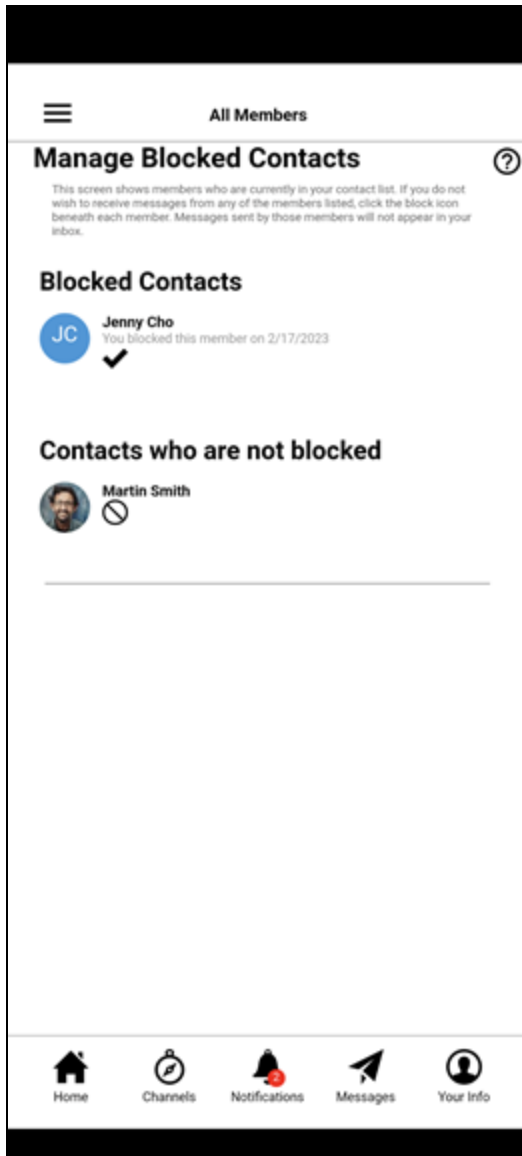 All Members
Manage Blocked Contacts
?
This screen shows members who are currently in your contact list. If you do not
wish to receive messages from any of the members listed, click the block icon
beneath each member. Messages sent by those members will not appear in your
inbox.
Blocked Contacts
JC
Jenny Cho
You blocked this member on 2/17/2023
Contacts who are not blocked
Martin Smith
2
Home
Channels
Notifications
Messages
Your Info